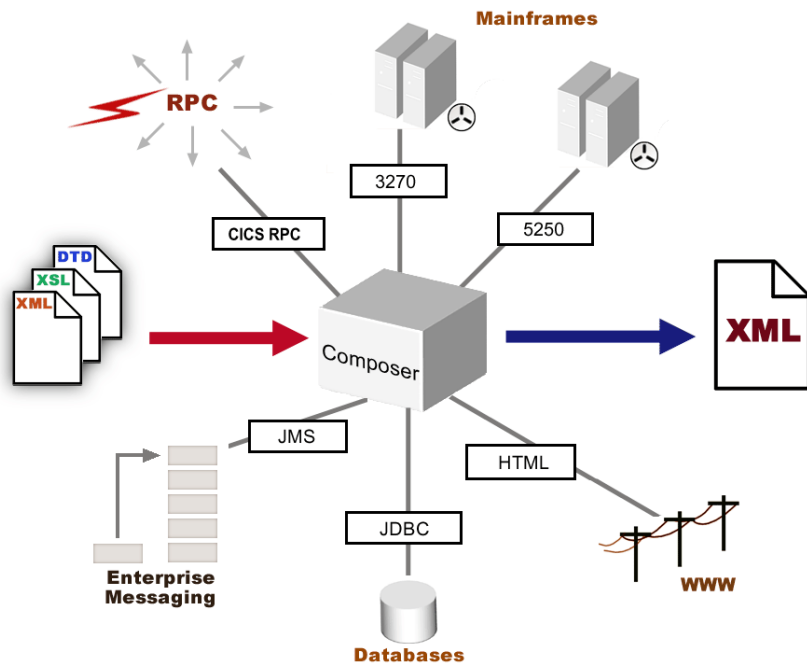 Mainframes
RPC
3270
CICS RPC
5250
DTD
XSL
XML
Composer
XML
JMS
HTML
JDBC
Enterprise
Messaging
WWW
Databases